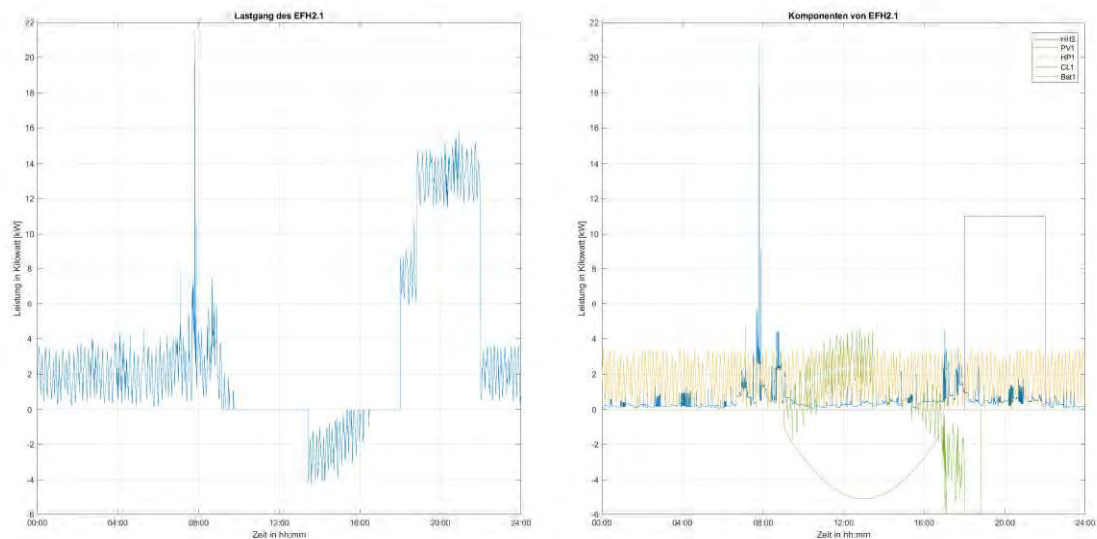 Lastgang des EFH2.1
Leistung in Kilowatt [kW]
22
20
18
16
14
12
10
8
6
4
2
0
-2
-4
-6
00:00 04:00 08:00 12:00 16:00 20:00 24:00
Zeit in hh:mm
Komponenten von EFH2.1
Leistung in Kilowatt [kW]
22
20
18
16
14
12
10
8
6
4
2
0
-2
-4
-6
00:00 04:00 08:00 12:00 16:00 20:00 24:00
Zeit in hh:mm
HH2
PV1
HP1
CL1
Bat1